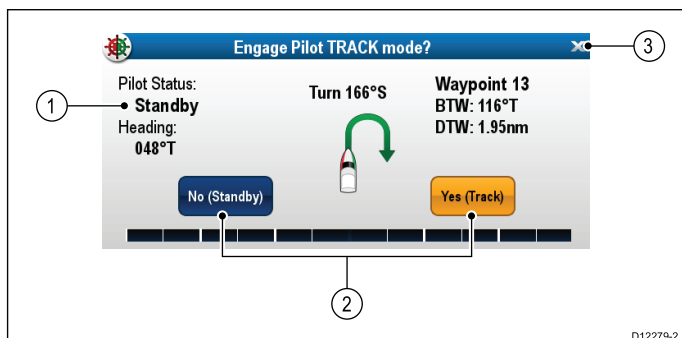 Engage Pilot TRACK mode?
3
Pilot Status:
Standby
Heading:
048°T
1
Turn 166°S
Waypoint 13
BTW: 116°T
DTW: 1.95nm
No (Standby)
Yes (Track)
2
D12279-2